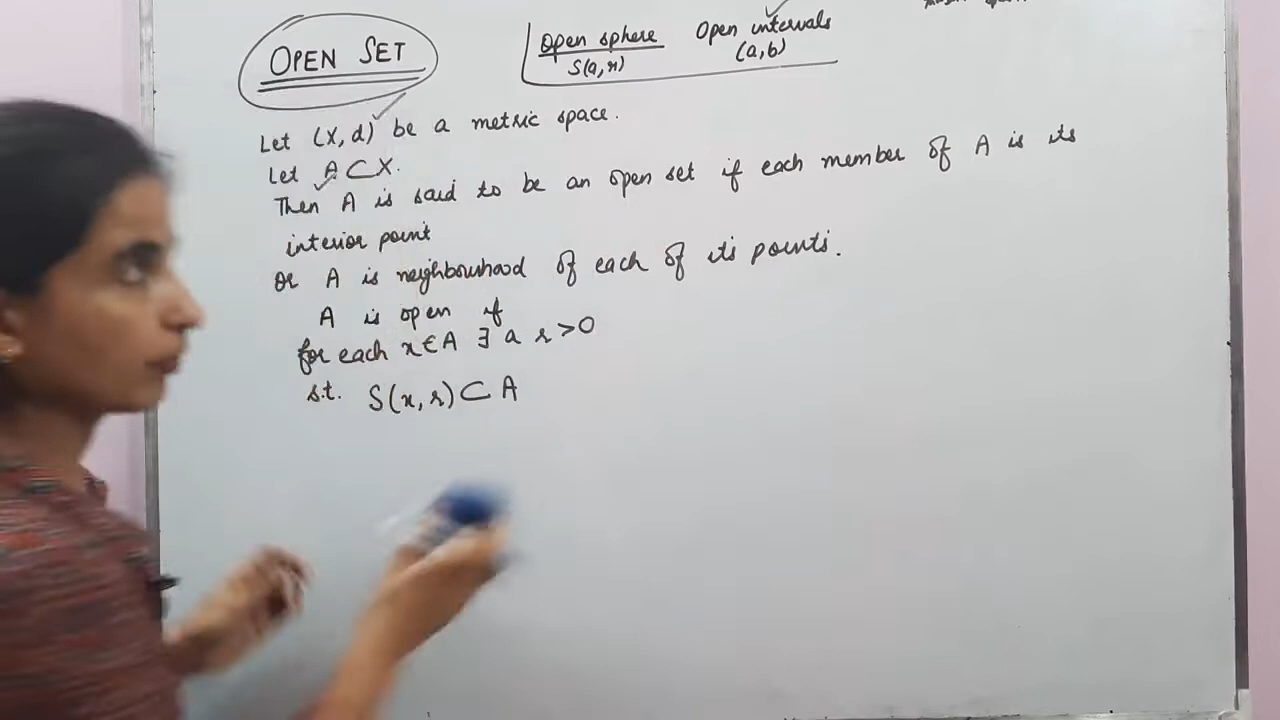 OPEN SET
Open sphere Open intervals
S(a, r) (a, b)
Let (X, d) be a metric space.
Let A ⊂ X.
Then A is said to be an open set if each member of A is its
interior point
or A is neighbourhood of each of its points.
A is open if
for each x ∈ A ∃ a r > 0
s.t. S(x, r) ⊂ A